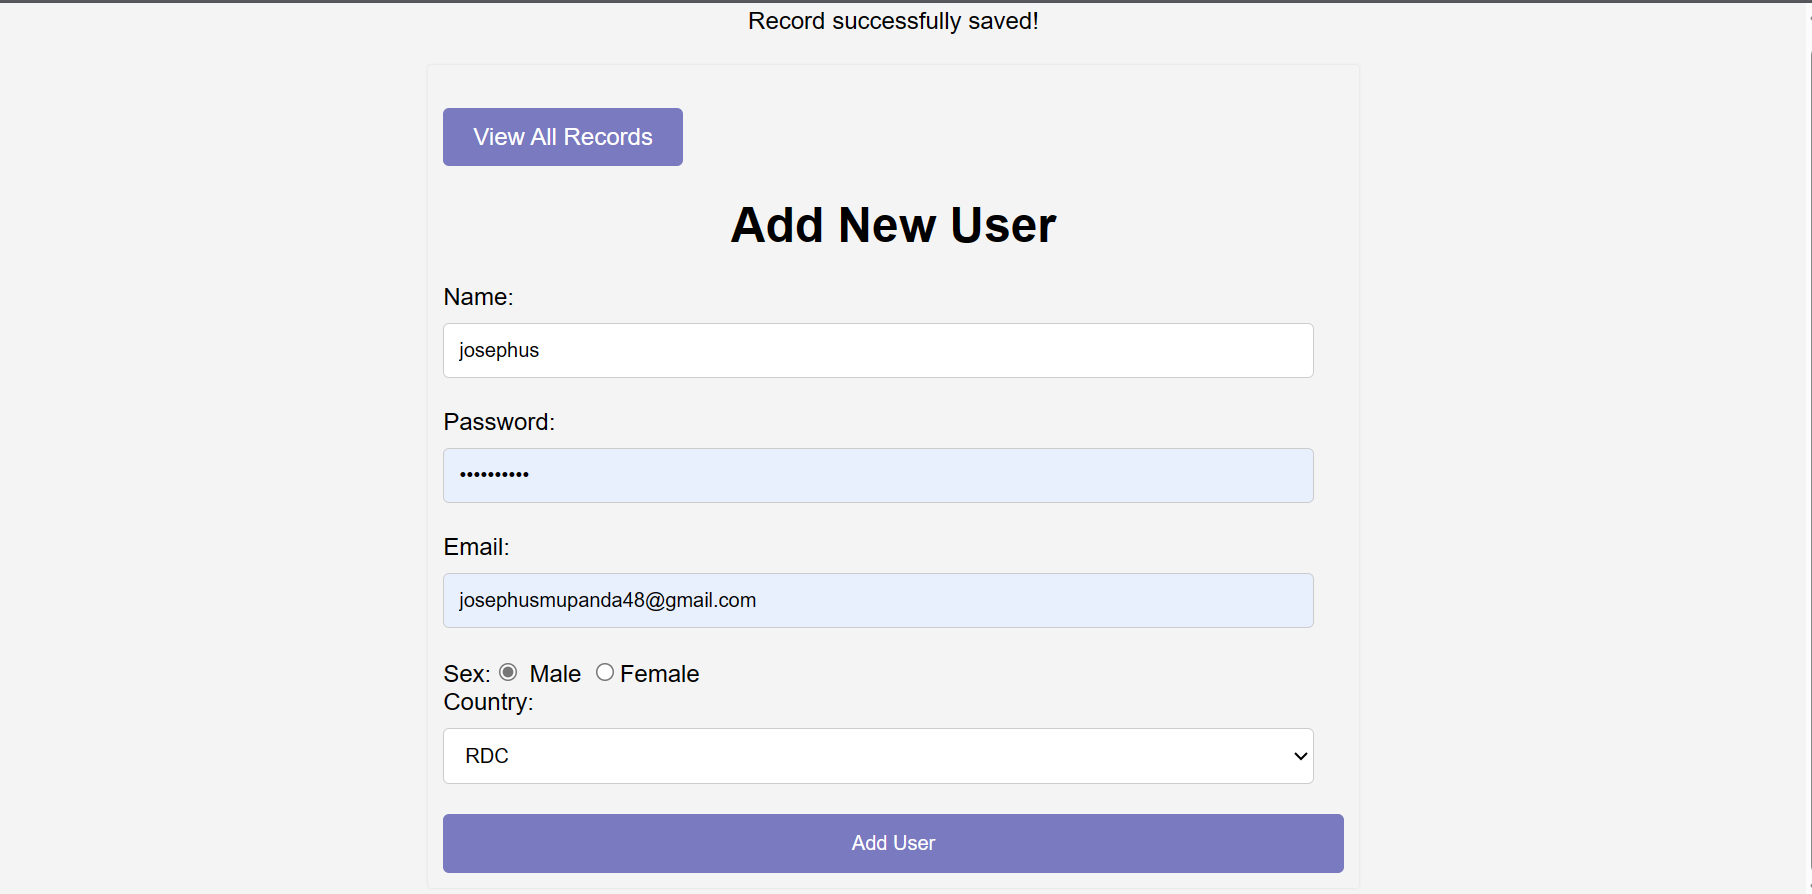 Record successfully saved!
View All Records
Add New User
Name:
josephus
Password:
••••••••••
Email:
josephusmupanda48@gmail.com
Sex: Male Female
Country:
RDC
Add User